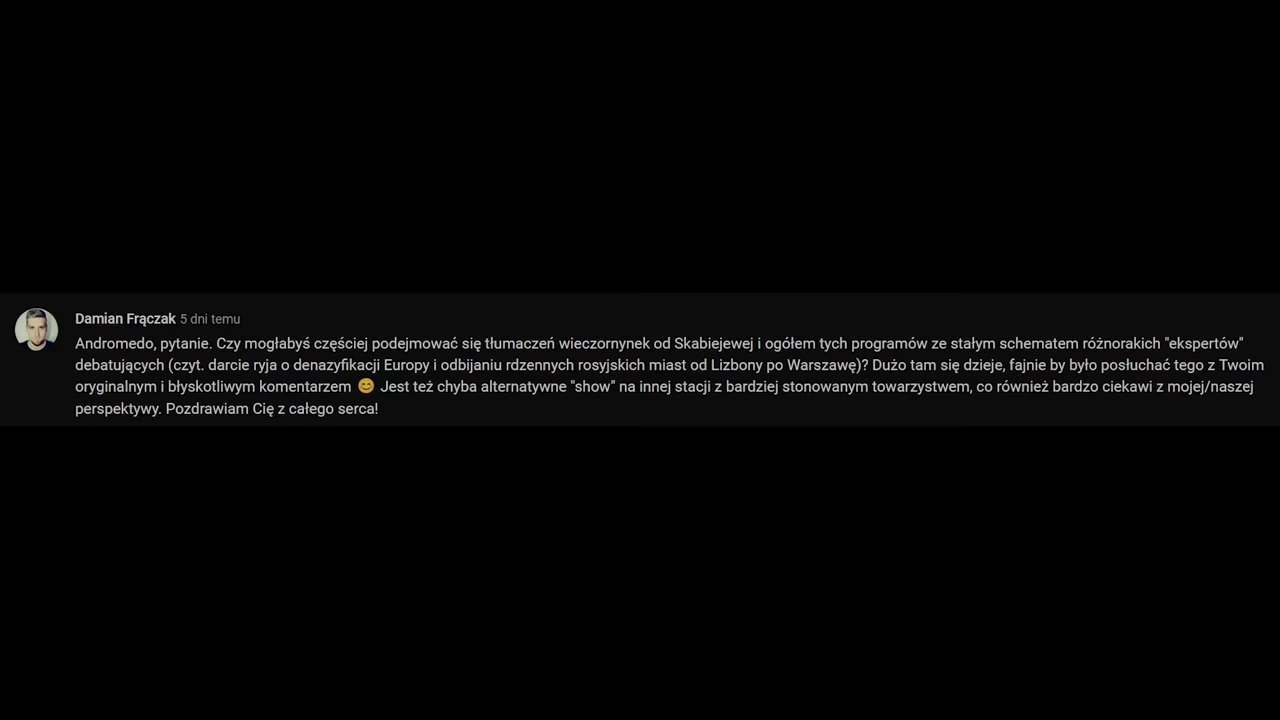 Damian Frączak 5 dni temu
Andromedo, pytanie. Czy mogłabyś częściej podejmować się tłumaczeń wieczornynek od Skabiejewej i ogółem tych programów ze stałym schematem różnorakich "ekspertów"
debatujących (czyt. darcie ryja o denazyfikacji Europy i odbijaniu rdzennych rosyjskich miast od Lizbony po Warszawę)? Dużo tam się dzieje, fajnie by było posłuchać tego z Twoim
oryginalnym i błyskotliwym komentarzem 😊 Jest też chyba alternatywne "show" na innej stacji z bardziej stonowanym towarzystwem, co również bardzo ciekawi z mojej/naszej
perspektywy. Pozdrawiam Cię z całego serca!